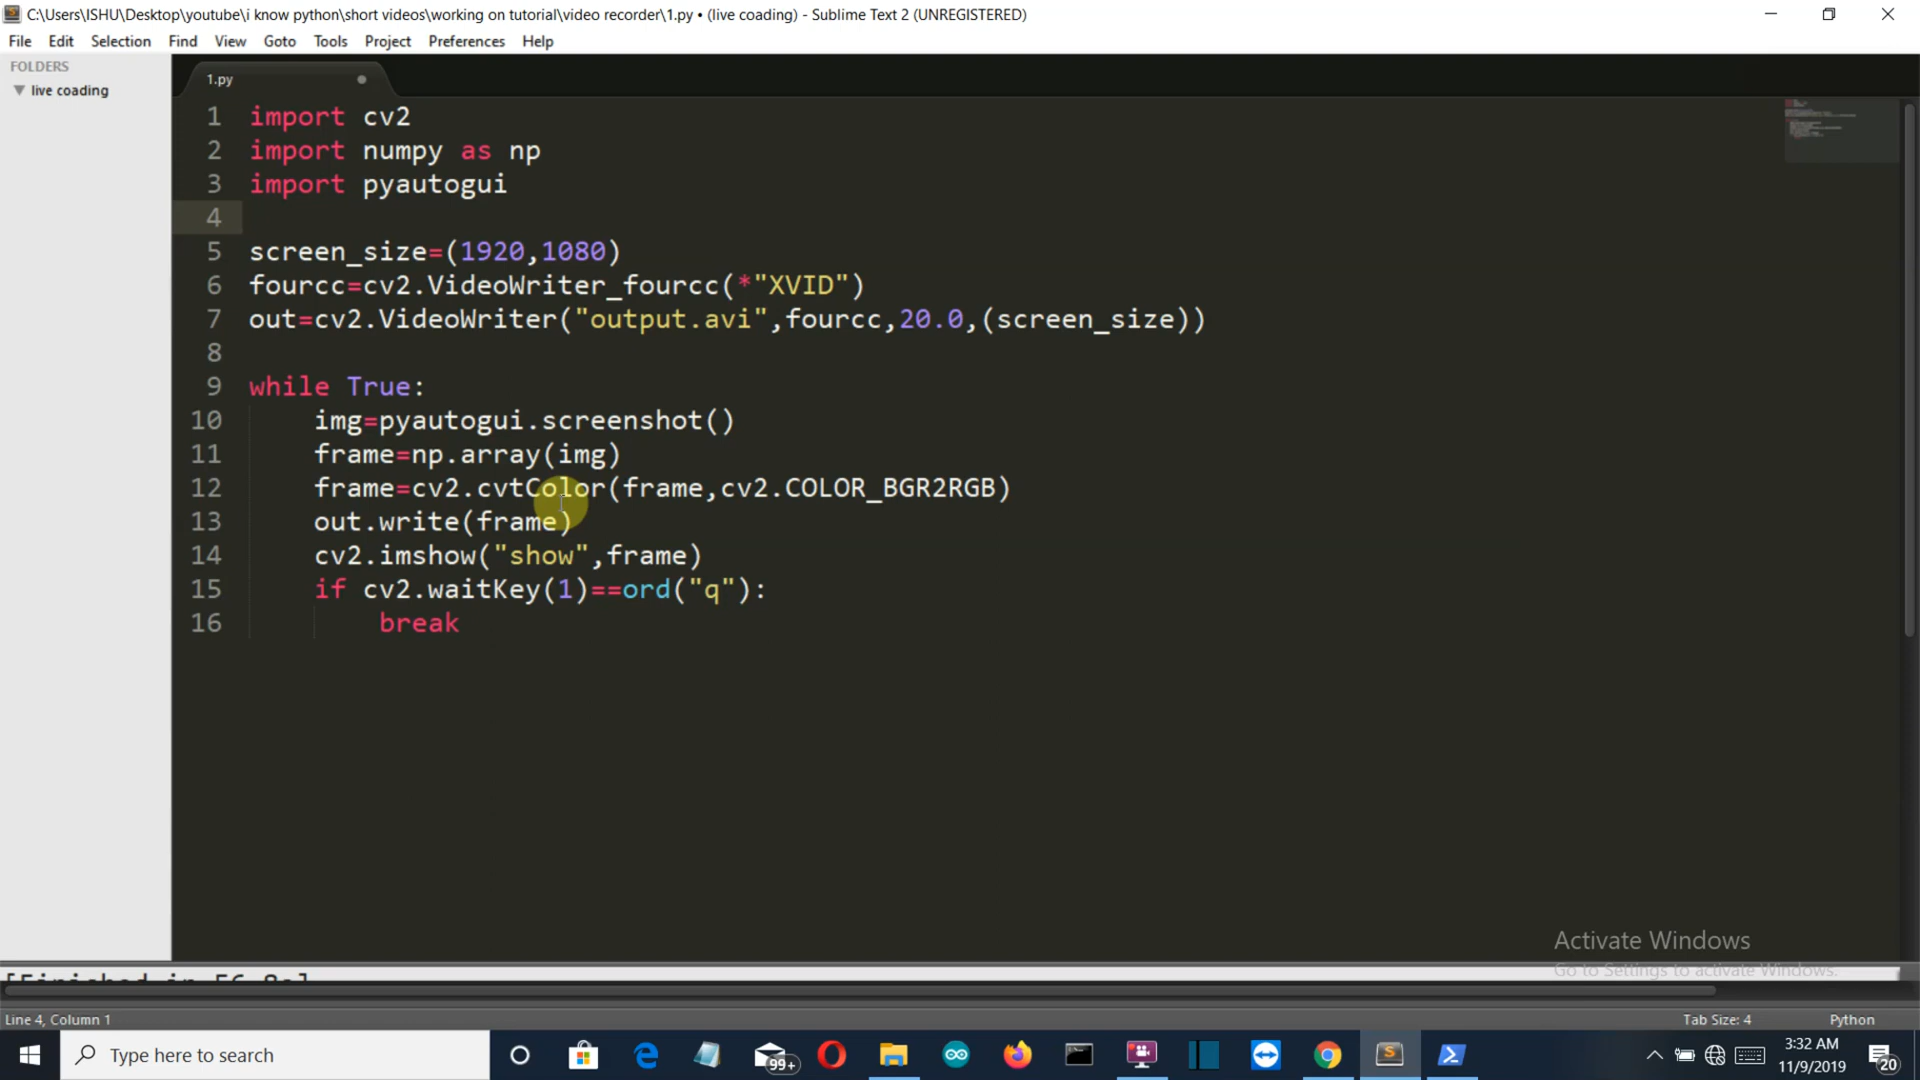 C:\Users\ISHU\Desktop\youtube\i know python\short videos\working on tutorial\video recorder\1.py • (live coading) - Sublime Text 2 (UNREGISTERED)
File Edit Selection Find View Goto Tools Project Preferences Help
FOLDERS
live coading
1.py
1 import cv2
2 import numpy as np
3 import pyautogui
4
5 screen_size=(1920,1080)
6 fourcc=cv2.VideoWriter_fourcc(*"XVID")
7 out=cv2.VideoWriter("output.avi",fourcc,20.0,(screen_size))
8
9 while True:
10 img=pyautogui.screenshot()
11 frame=np.array(img)
12 frame=cv2.cvtColor(frame,cv2.COLOR_BGR2RGB)
13 out.write(frame)
14 cv2.imshow("show",frame)
15 if cv2.waitKey(1)==ord("q"):
16 break
Activate Windows
Go to Settings to activate Windows.
Line 4, Column 1
Tab Size: 4 Python
Type here to search
99+
3:32 AM
11/9/2019
20